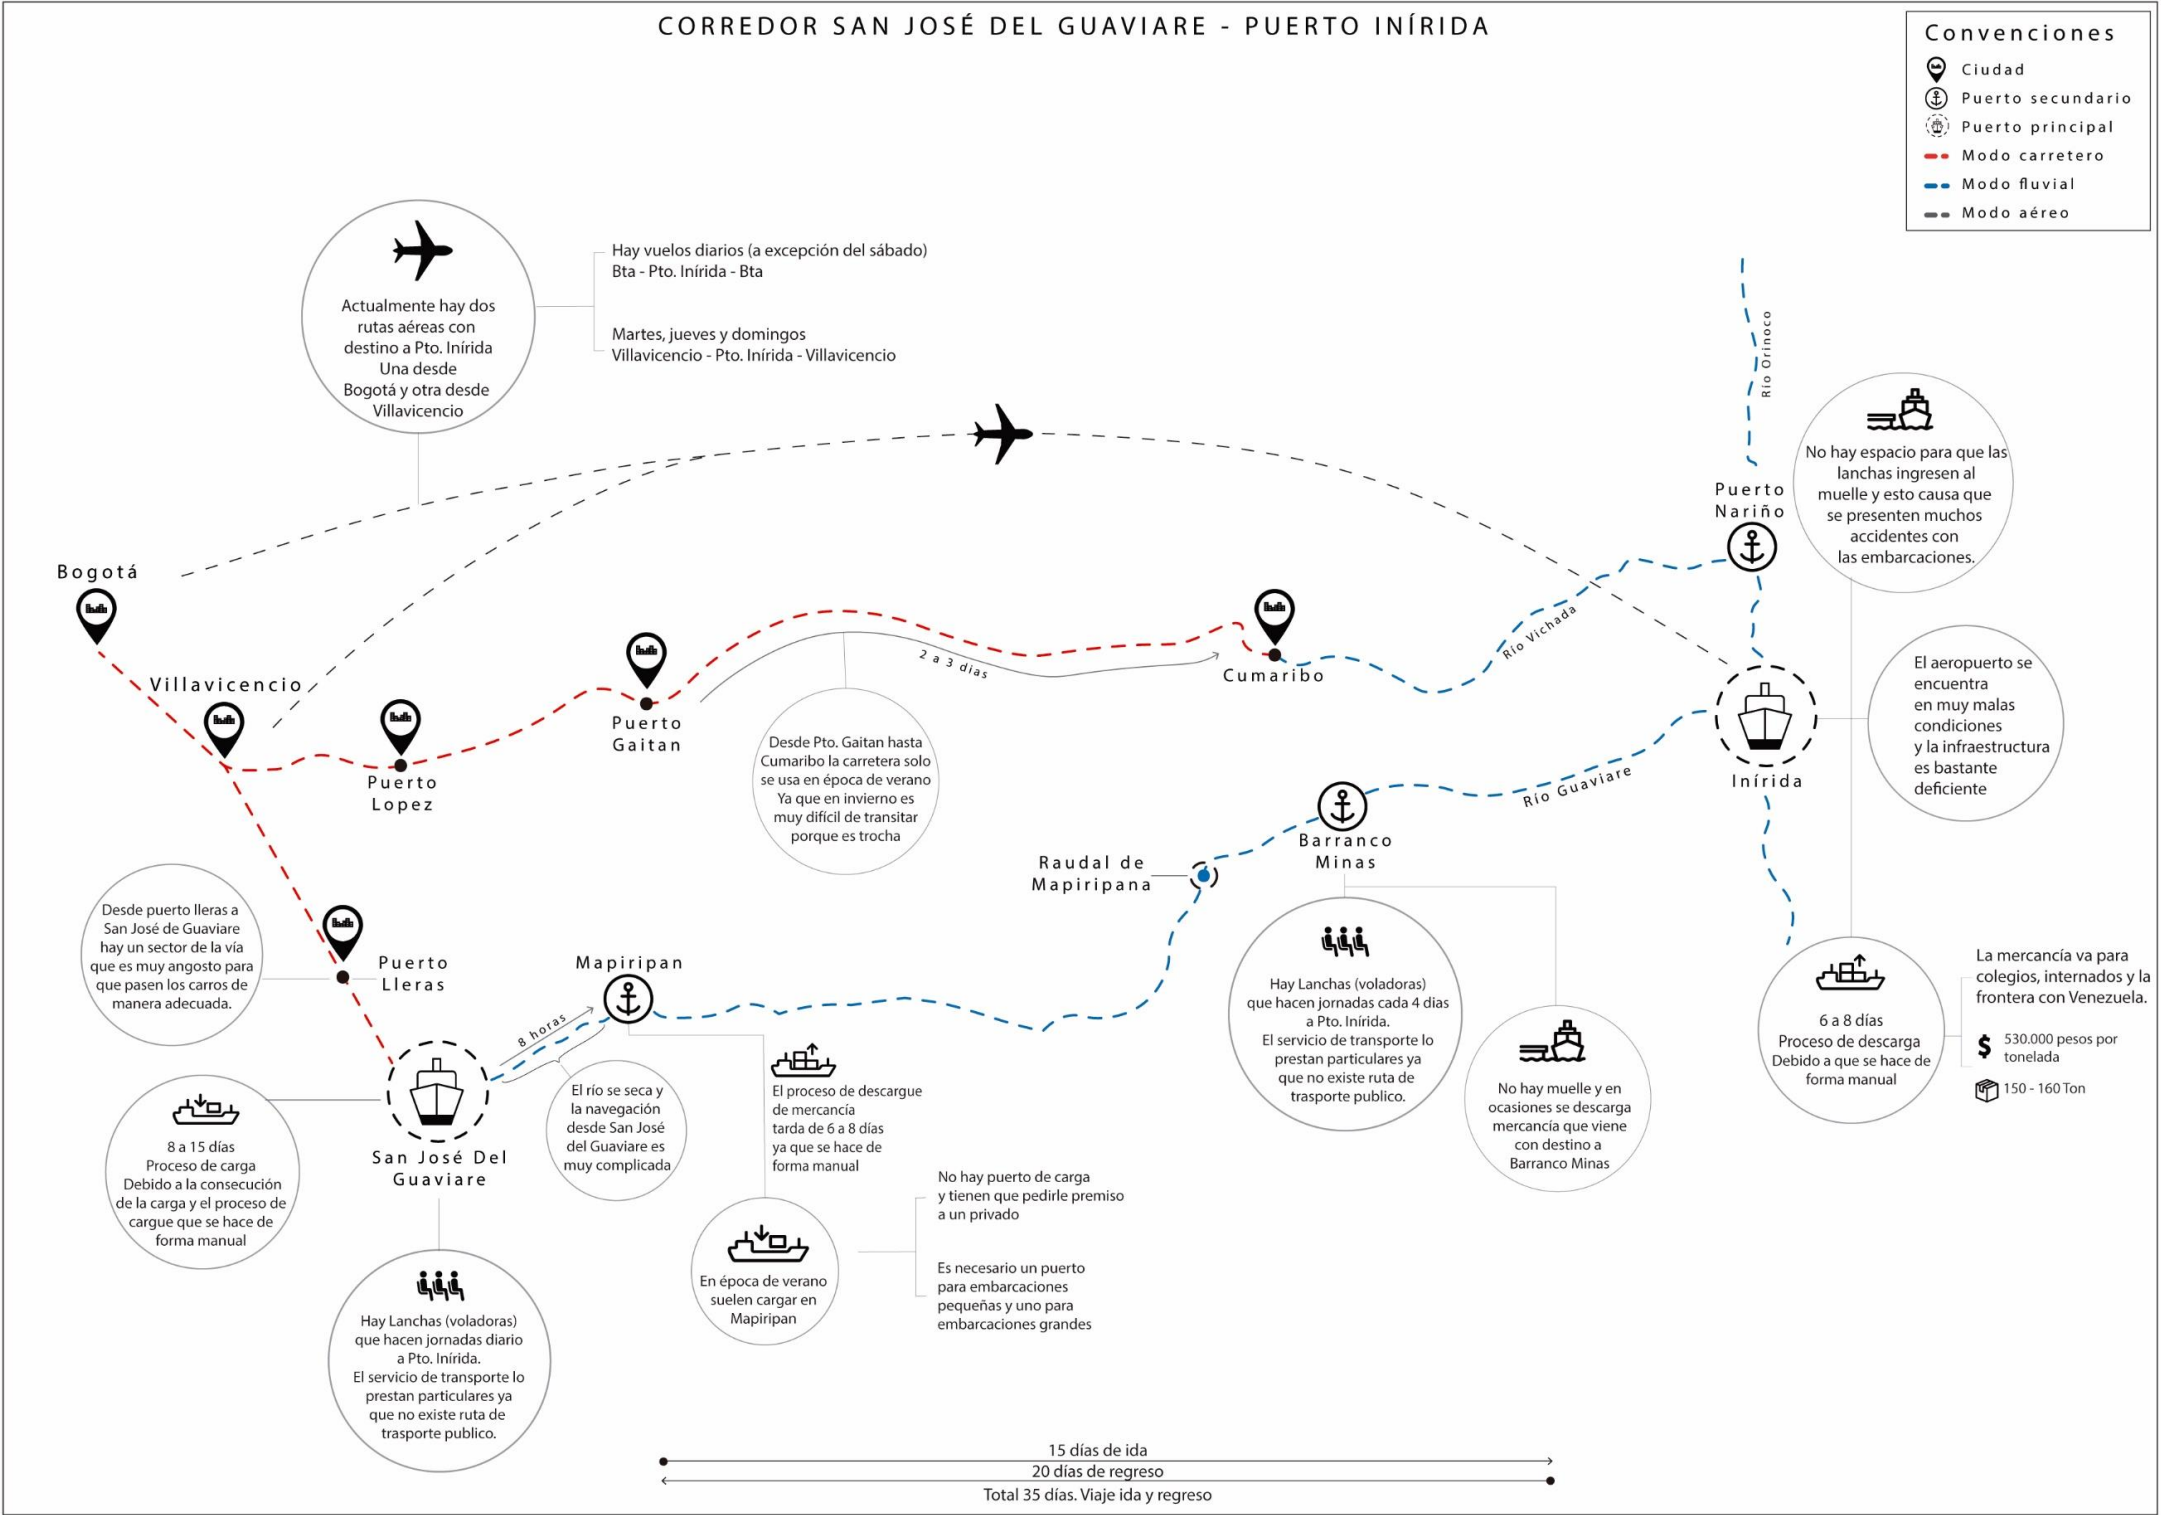 CORREDOR SAN JOSÉ DEL GUAVIARE - PUERTO INÍRIDA
Convenciones
Ciudad
Puerto secundario
Puerto principal
Modo carretero
Modo fluvial
Modo aéreo
Actualmente hay dos
rutas aéreas con
destino a Pto. Inírida
Una desde
Bogotá y otra desde
Villavicencio
Hay vuelos diarios (a excepción del sábado)
Bta - Pto. Inírida - Bta
Martes, jueves y domingos
Villavicencio - Pto. Inírida - Villavicencio
Río Orinoco
No hay espacio para que las
lanchas ingresen al
muelle y esto causa que
se presenten muchos
accidentes con
las embarcaciones.
Puerto
Nariño
Bogotá
Villavicencio
Puerto
Lopez
Puerto
Gaitan
2 a 3 días
Cumaribo
Río Vichada
Desde Pto. Gaitan hasta
Cumaribo la carretera solo
se usa en época de verano
Ya que en invierno es
muy difícil de transitar
porque es trocha
El aeropuerto se
encuentra
en muy malas
condiciones
y la infraestructura
es bastante
deficiente
Inírida
Río Guaviare
Barranco
Minas
Raudal de
Mapiripana
Desde puerto lleras a
San José de Guaviare
hay un sector de la vía
que es muy angosto para
que pasen los carros de
manera adecuada.
Puerto
Lleras
Mapiripan
8 horas
El río se seca y
la navegación
desde San José
del Guaviare es
muy complicada
El proceso de descargue
de mercancía
tarda de 6 a 8 días
ya que se hace de
forma manual
Hay Lanchas (voladoras)
que hacen jornadas cada 4 dias
a Pto. Inírida.
El servicio de transporte lo
prestan particulares ya
que no existe ruta de
trasporte publico.
No hay muelle y en
ocasiones se descarga
mercancía que viene
con destino a
Barranco Minas
6 a 8 días
Proceso de descarga
Debido a que se hace de
forma manual
La mercancía va para
colegios, internados y la
frontera con Venezuela.
$ 530.000 pesos por
tonelada
150 - 160 Ton
8 a 15 días
Proceso de carga
Debido a la consecución
de la carga y el proceso de
cargue que se hace de
forma manual
San José Del
Guaviare
Hay Lanchas (voladoras)
que hacen jornadas diario
a Pto. Inírida.
El servicio de transporte lo
prestan particulares ya
que no existe ruta de
trasporte publico.
En época de verano
suelen cargar en
Mapiripan
No hay puerto de carga
y tienen que pedirle premiso
a un privado
Es necesario un puerto
para embarcaciones
pequeñas y uno para
embarcaciones grandes
15 días de ida
20 días de regreso
Total 35 días. Viaje ida y regreso